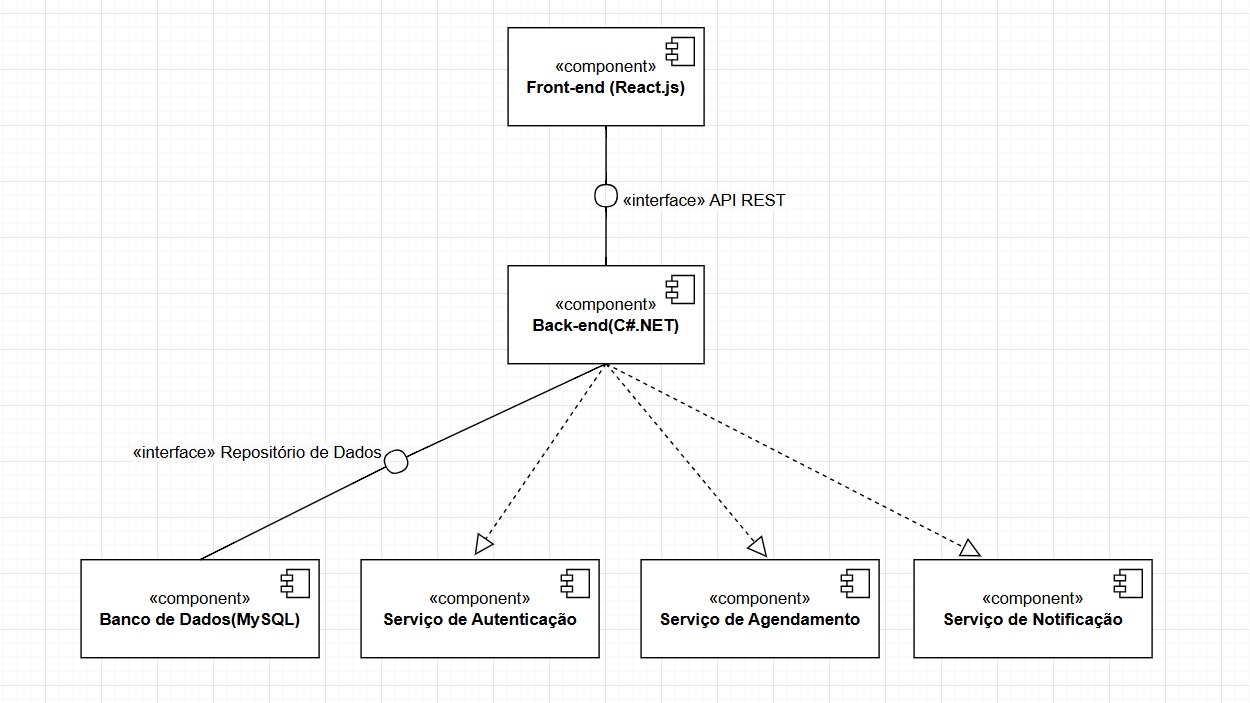 «component»
Front-end (React.js)
«interface» API REST
«component»
Back-end(C#.NET)
«interface» Repositório de Dados
«component»
Banco de Dados(MySQL)
«component»
Serviço de Autenticação
«component»
Serviço de Agendamento
«component»
Serviço de Notificação